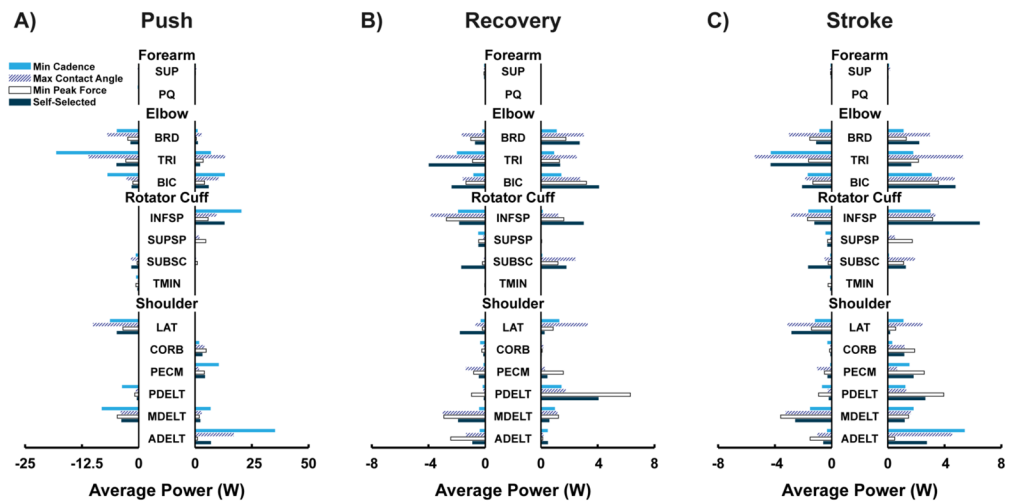 A) Push
B) Recovery
C) Stroke
Min Cadence
Max Contact Angle
Min Peak Force
Self-Selected
Forearm
SUP
PQ
Elbow
BRD
TRI
BIC
Rotator Cuff
INFSP
SUPSP
SUBSC
TMIN
Shoulder
LAT
CORB
PECM
PDELT
MDELT
ADELT
-25 -12.5 0 0 25 50
Average Power (W)
Forearm
SUP
PQ
Elbow
BRD
TRI
BIC
Rotator Cuff
INFSP
SUPSP
SUBSC
TMIN
Shoulder
LAT
CORB
PECM
PDELT
MDELT
ADELT
-8 -4 0 0 4 8
Average Power (W)
Forearm
SUP
PQ
Elbow
BRD
TRI
BIC
Rotator Cuff
INFSP
SUPSP
SUBSC
TMIN
Shoulder
LAT
CORB
PECM
PDELT
MDELT
ADELT
-8 -4 0 0 4 8
Average Power (W)